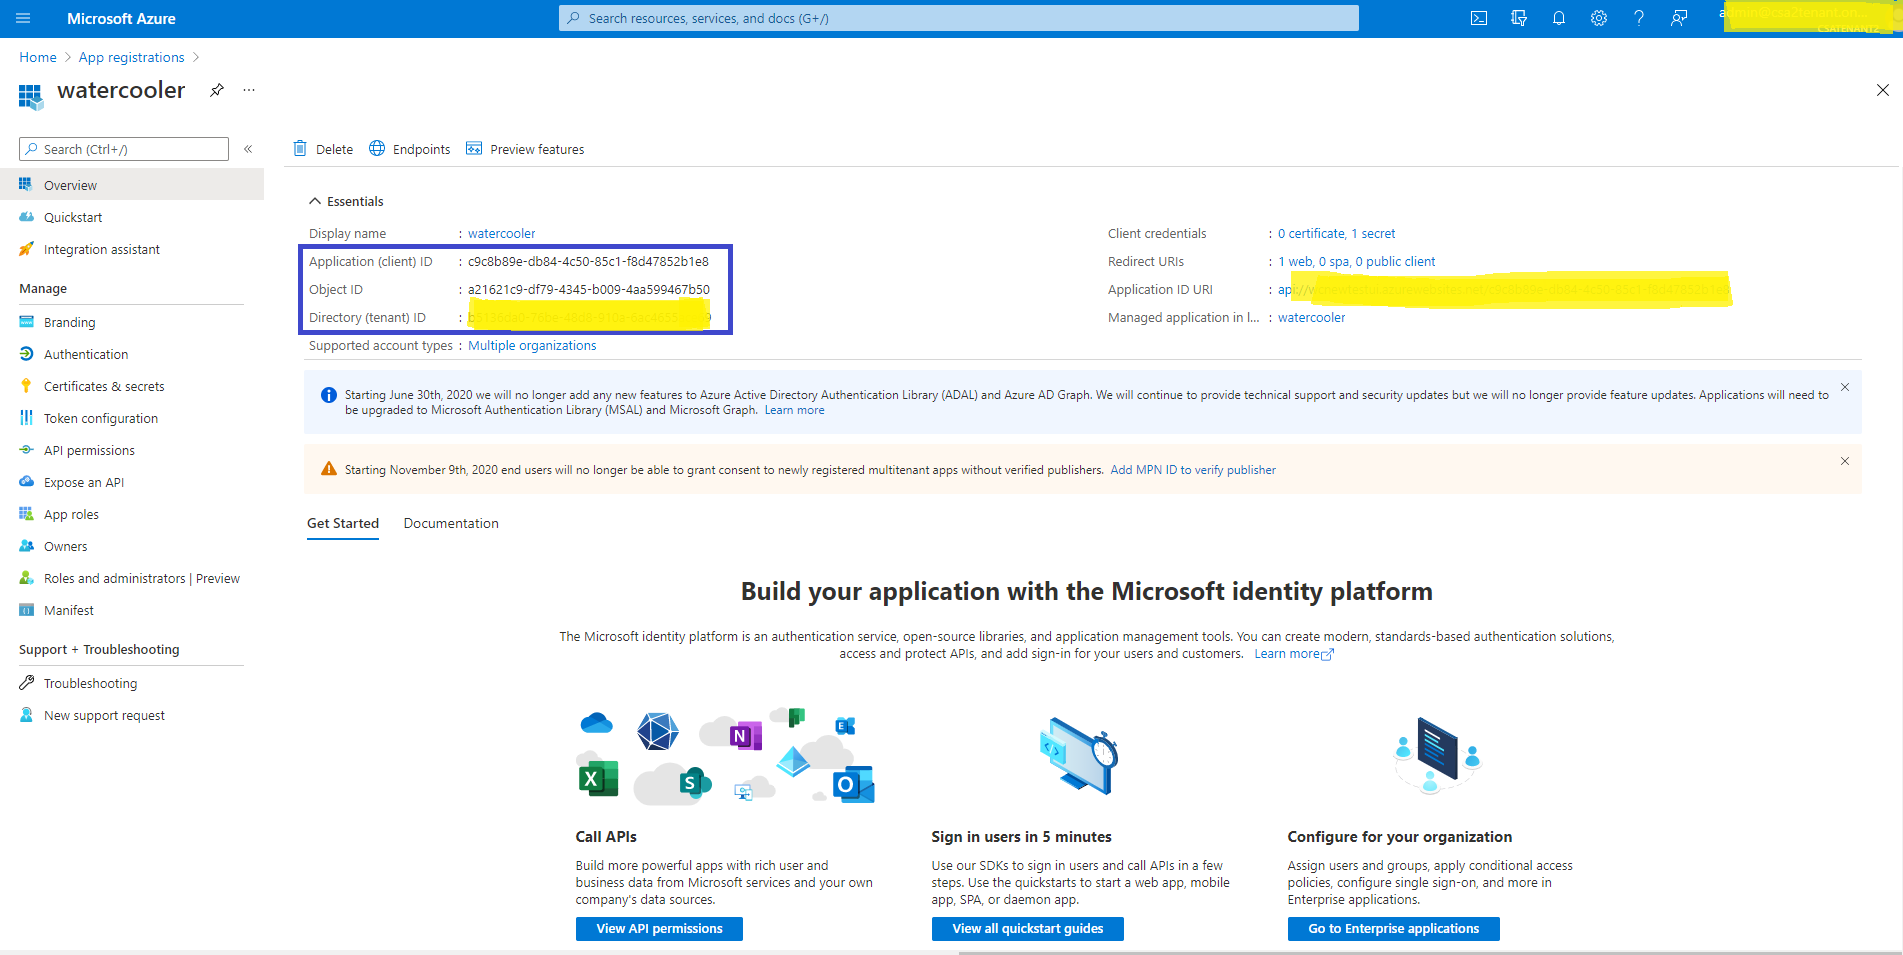 Microsoft Azure
Search resources, services, and docs (G+/)
Home > App registrations >
watercooler
Search (Ctrl+/)
Overview
Quickstart
Integration assistant
Manage
Branding
Authentication
Certificates & secrets
Token configuration
API permissions
Expose an API
App roles
Owners
Roles and administrators | Preview
Manifest
Support + Troubleshooting
Troubleshooting
New support request
Delete Endpoints Preview features
Essentials
Display name : watercooler
Application (client) ID : c9c8b89e-db84-4c50-85c1-f8d47852b1e8
Object ID : a21621c9-df79-4345-b009-4aa599467b50
Directory (tenant) ID :
Supported account types : Multiple organizations
Client credentials : 0 certificate, 1 secret
Redirect URIs : 1 web, 0 spa, 0 public client
Application ID URI :
Managed application in l... : watercooler
Starting June 30th, 2020 we will no longer add any new features to Azure Active Directory Authentication Library (ADAL) and Azure AD Graph. We will continue to provide technical support and security updates but we will no longer provide feature updates. Applications will need to
be upgraded to Microsoft Authentication Library (MSAL) and Microsoft Graph. Learn more
Starting November 9th, 2020 end users will no longer be able to grant consent to newly registered multitenant apps without verified publishers. Add MPN ID to verify publisher
Get Started Documentation
Build your application with the Microsoft identity platform
The Microsoft identity platform is an authentication service, open-source libraries, and application management tools. You can create modern, standards-based authentication solutions,
access and protect APIs, and add sign-in for your users and customers. Learn more
Call APIs
Build more powerful apps with rich user and
business data from Microsoft services and your own
company's data sources.
View API permissions
Sign in users in 5 minutes
Use our SDKs to sign in users and call APIs in a few
steps. Use the quickstarts to start a web app, mobile
app, SPA, or daemon app.
View all quickstart guides
Configure for your organization
Assign users and groups, apply conditional access
policies, configure single sign-on, and more in
Enterprise applications.
Go to Enterprise applications